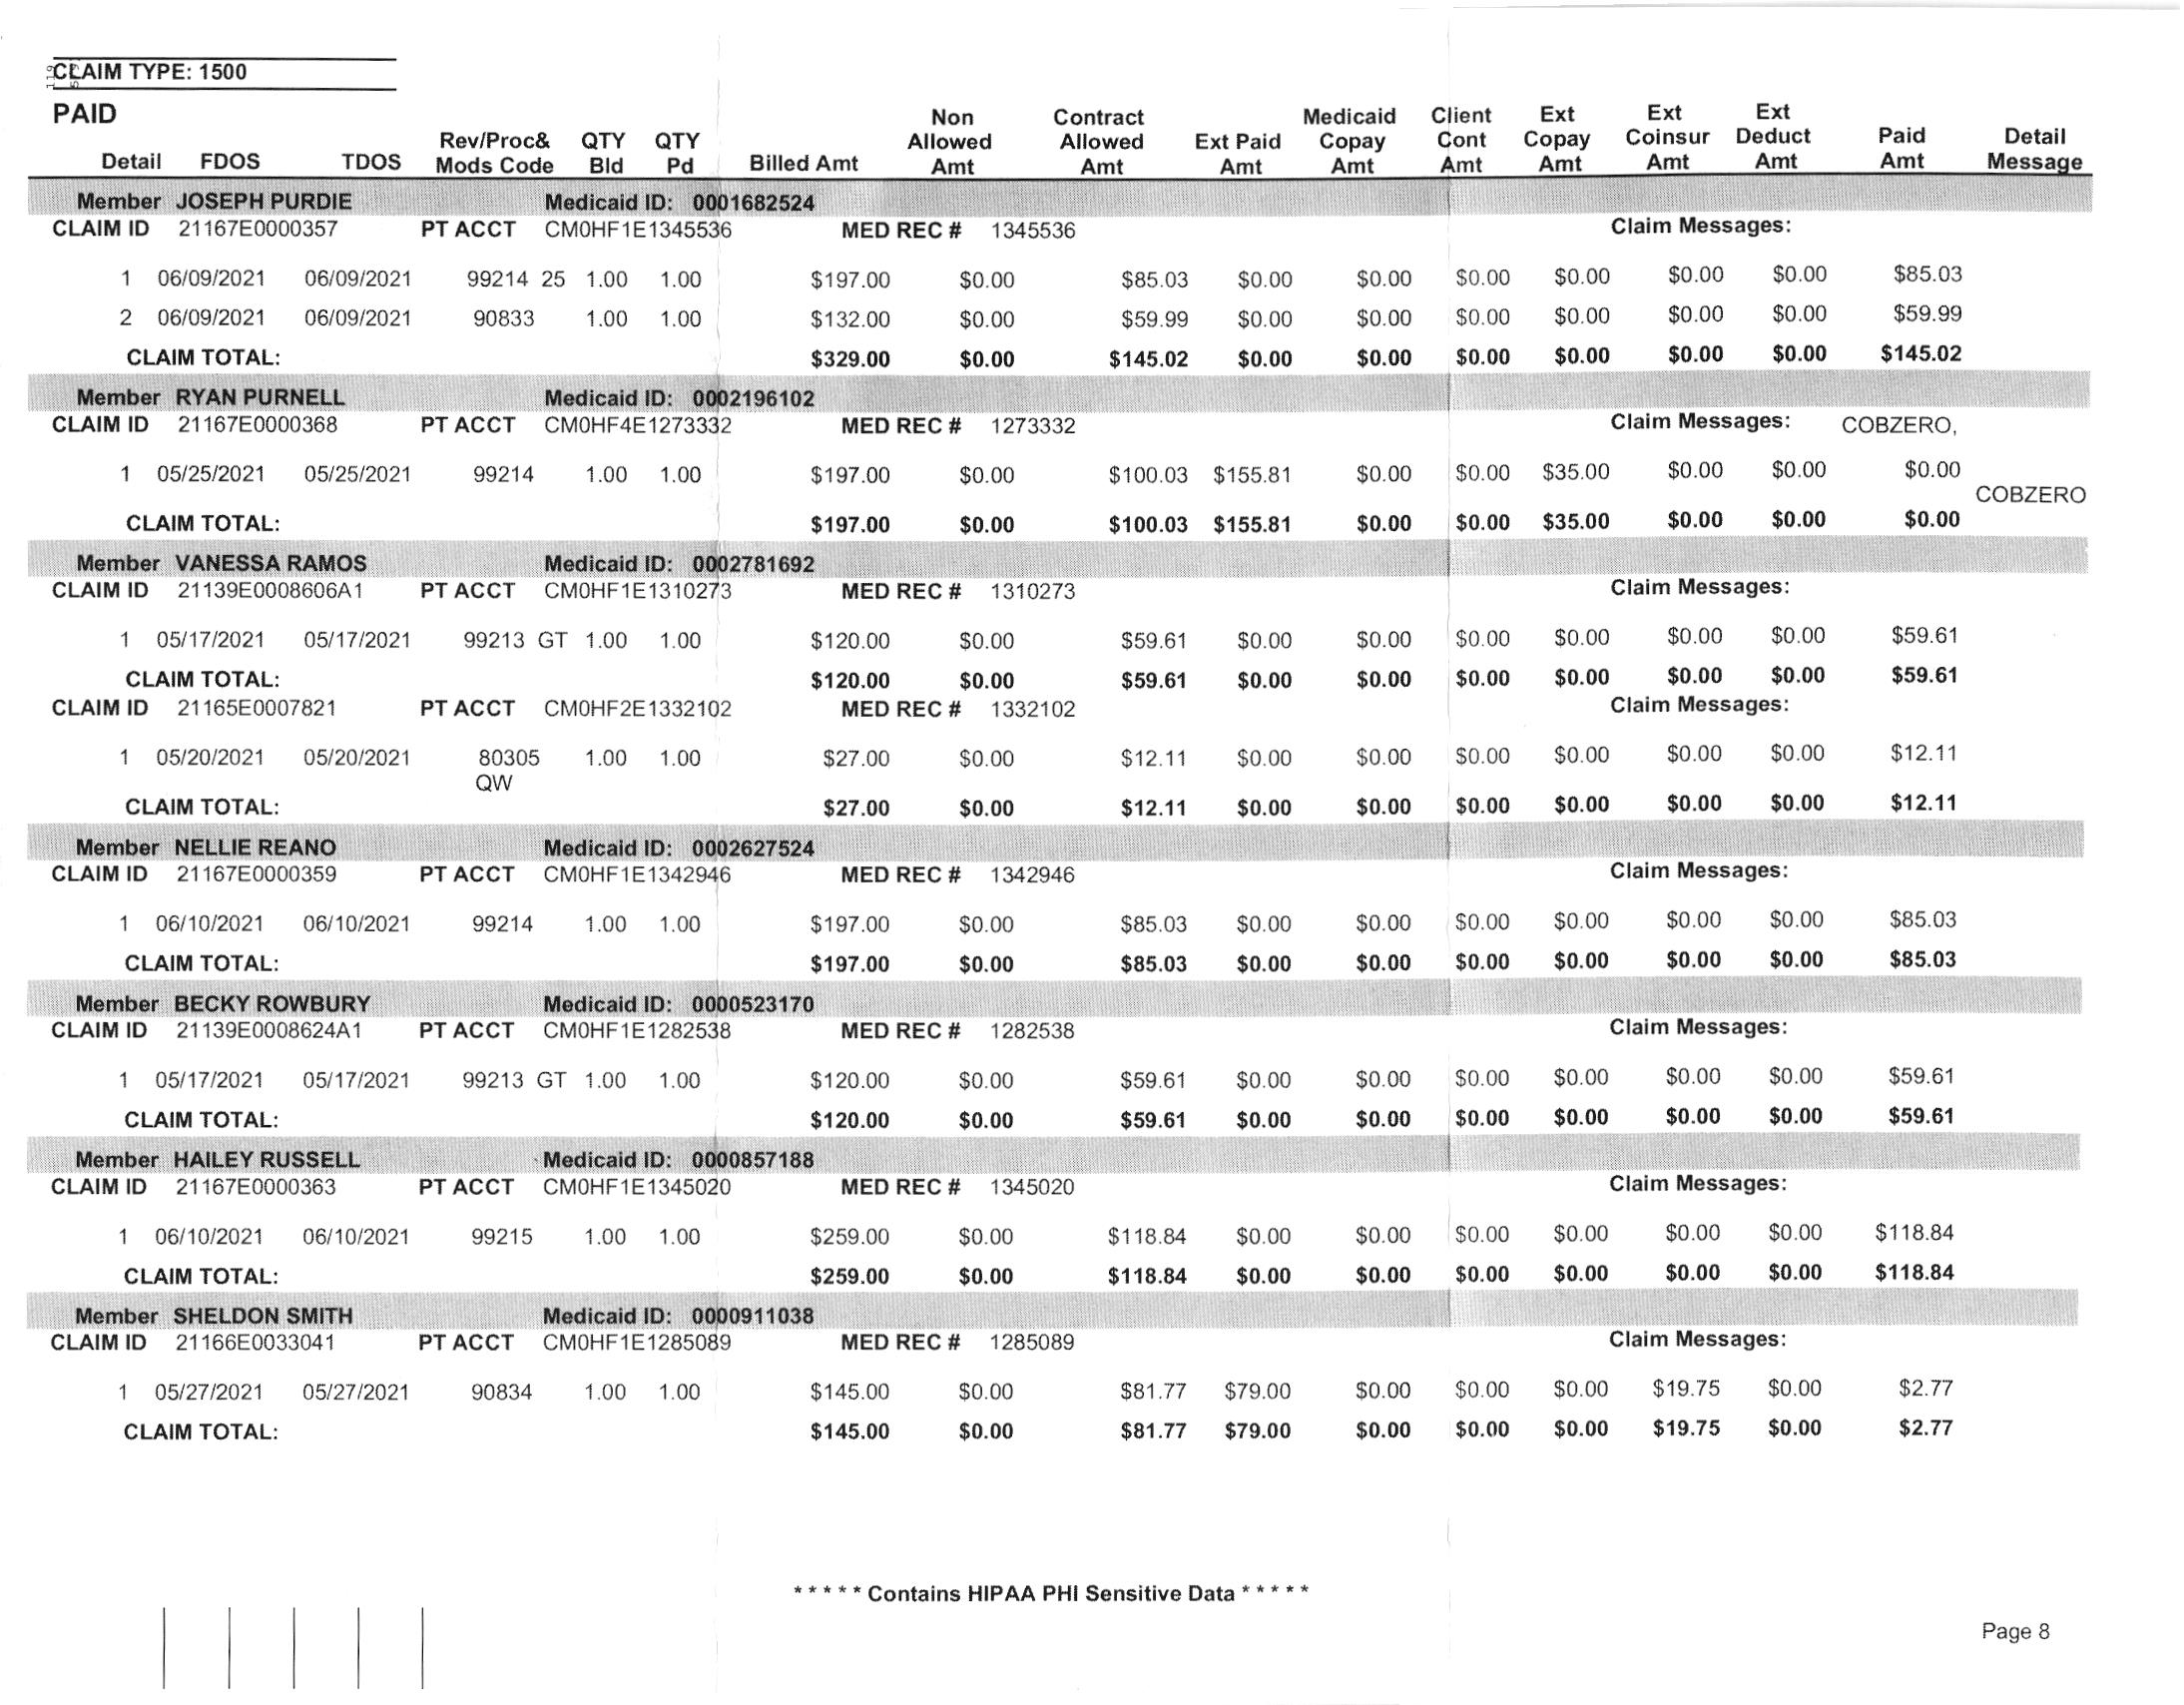 CLAIM TYPE: 1500
PAID
Detail FDOS TDOS Rev/Proc& Mods Code QTY Bld QTY Pd Billed Amt Non Allowed Amt Contract Allowed Amt Ext Paid Amt Medicaid Copay Amt Client Cont Amt Ext Copay Amt Ext Coinsur Amt Ext Deduct Amt Paid Amt Detail Message
Member JOSEPH PURDIE Medicaid ID: 0001682524
CLAIM ID 21167E0000357 PT ACCT CM0HF1E1345536 MED REC # 1345536 Claim Messages:
1 06/09/2021 06/09/2021 99214 25 1.00 1.00 $197.00 $0.00 $85.03 $0.00 $0.00 $0.00 $0.00 $0.00 $0.00 $85.03
2 06/09/2021 06/09/2021 90833 1.00 1.00 $132.00 $0.00 $59.99 $0.00 $0.00 $0.00 $0.00 $0.00 $0.00 $59.99
CLAIM TOTAL: $329.00 $0.00 $145.02 $0.00 $0.00 $0.00 $0.00 $0.00 $0.00 $145.02
Member RYAN PURNELL Medicaid ID: 0002196102
CLAIM ID 21167E0000368 PT ACCT CM0HF4E1273332 MED REC # 1273332 Claim Messages: COBZERO,
1 05/25/2021 05/25/2021 99214 1.00 1.00 $197.00 $0.00 $100.03 $155.81 $0.00 $0.00 $35.00 $0.00 $0.00 $0.00
COBZERO
CLAIM TOTAL: $197.00 $0.00 $100.03 $155.81 $0.00 $0.00 $35.00 $0.00 $0.00 $0.00
Member VANESSA RAMOS Medicaid ID: 0002781692
CLAIM ID 21139E0008606A1 PT ACCT CM0HF1E1310273 MED REC # 1310273 Claim Messages:
1 05/17/2021 05/17/2021 99213 GT 1.00 1.00 $120.00 $0.00 $59.61 $0.00 $0.00 $0.00 $0.00 $0.00 $0.00 $59.61
CLAIM TOTAL: $120.00 $0.00 $59.61 $0.00 $0.00 $0.00 $0.00 $0.00 $0.00 $59.61
CLAIM ID 21165E0007821 PT ACCT CM0HF2E1332102 MED REC # 1332102 Claim Messages:
1 05/20/2021 05/20/2021 80305 1.00 1.00 $27.00 $0.00 $12.11 $0.00 $0.00 $0.00 $0.00 $0.00 $0.00 $12.11
QW
CLAIM TOTAL: $27.00 $0.00 $12.11 $0.00 $0.00 $0.00 $0.00 $0.00 $0.00 $12.11
Member NELLIE REANO Medicaid ID: 0002627524
CLAIM ID 21167E0000359 PT ACCT CM0HF1E1342946 MED REC # 1342946 Claim Messages:
1 06/10/2021 06/10/2021 99214 1.00 1.00 $197.00 $0.00 $85.03 $0.00 $0.00 $0.00 $0.00 $0.00 $0.00 $85.03
CLAIM TOTAL: $197.00 $0.00 $85.03 $0.00 $0.00 $0.00 $0.00 $0.00 $0.00 $85.03
Member BECKY ROWBURY Medicaid ID: 0000523170
CLAIM ID 21139E0008624A1 PT ACCT CM0HF1E1282538 MED REC # 1282538 Claim Messages:
1 05/17/2021 05/17/2021 99213 GT 1.00 1.00 $120.00 $0.00 $59.61 $0.00 $0.00 $0.00 $0.00 $0.00 $0.00 $59.61
CLAIM TOTAL: $120.00 $0.00 $59.61 $0.00 $0.00 $0.00 $0.00 $0.00 $0.00 $59.61
Member HAILEY RUSSELL Medicaid ID: 0000857188
CLAIM ID 21167E0000363 PT ACCT CM0HF1E1345020 MED REC # 1345020 Claim Messages:
1 06/10/2021 06/10/2021 99215 1.00 1.00 $259.00 $0.00 $118.84 $0.00 $0.00 $0.00 $0.00 $0.00 $0.00 $118.84
CLAIM TOTAL: $259.00 $0.00 $118.84 $0.00 $0.00 $0.00 $0.00 $0.00 $0.00 $118.84
Member SHELDON SMITH Medicaid ID: 0000911038
CLAIM ID 21166E0033041 PT ACCT CM0HF1E1285089 MED REC # 1285089 Claim Messages:
1 05/27/2021 05/27/2021 90834 1.00 1.00 $145.00 $0.00 $81.77 $79.00 $0.00 $0.00 $0.00 $19.75 $0.00 $2.77
CLAIM TOTAL: $145.00 $0.00 $81.77 $79.00 $0.00 $0.00 $0.00 $19.75 $0.00 $2.77
* * * * * Contains HIPAA PHI Sensitive Data * * * * *
Page 8